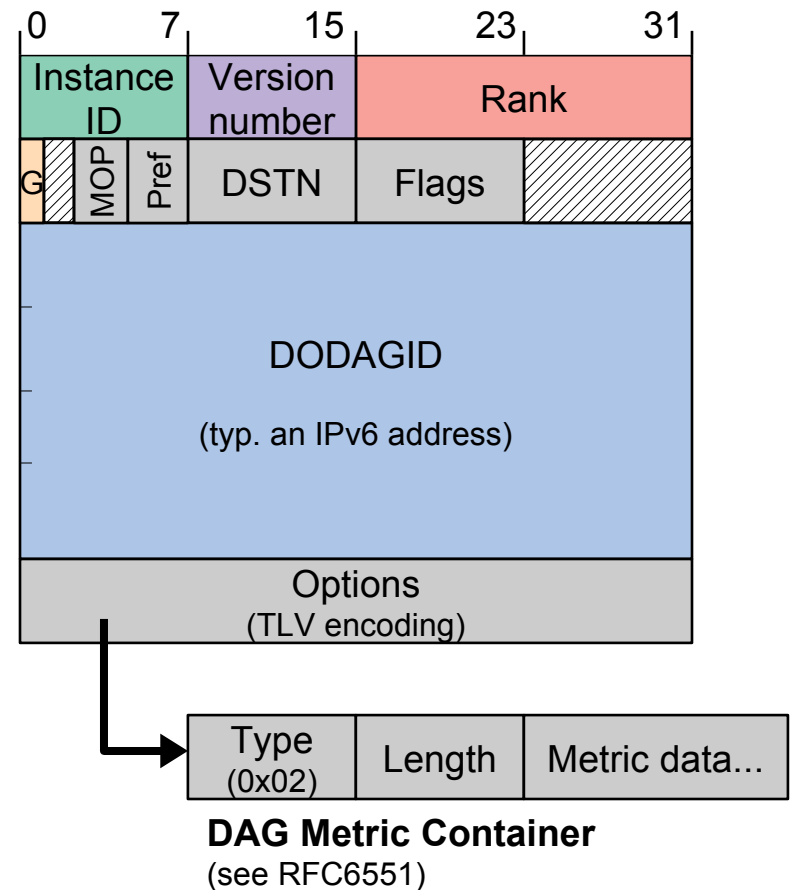 0 7 15 23 31
Instance
ID
Version
number
Rank
G
MOP
Pref
DSTN
Flags
DODAGID
(typ. an IPv6 address)
Options
(TLV encoding)
Type
(0x02)
Length
Metric data...
DAG Metric Container
(see RFC6551)